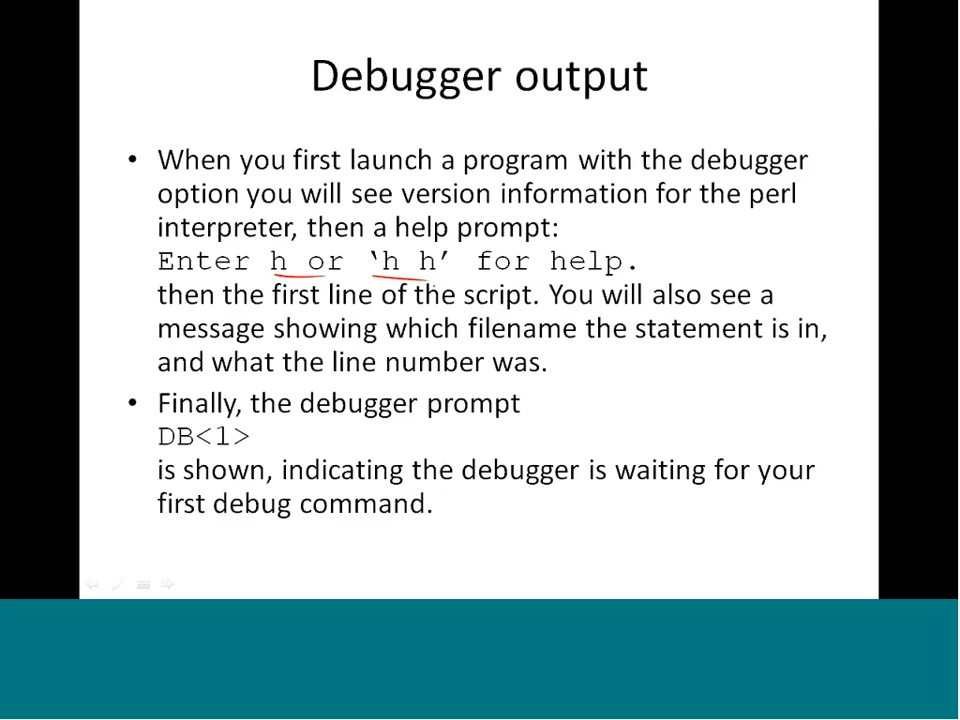 Debugger output
• When you first launch a program with the debugger
option you will see version information for the perl
interpreter, then a help prompt:
Enter h or ‘h h’ for help.
then the first line of the script. You will also see a
message showing which filename the statement is in,
and what the line number was.
• Finally, the debugger prompt
DB<1>
is shown, indicating the debugger is waiting for your
first debug command.